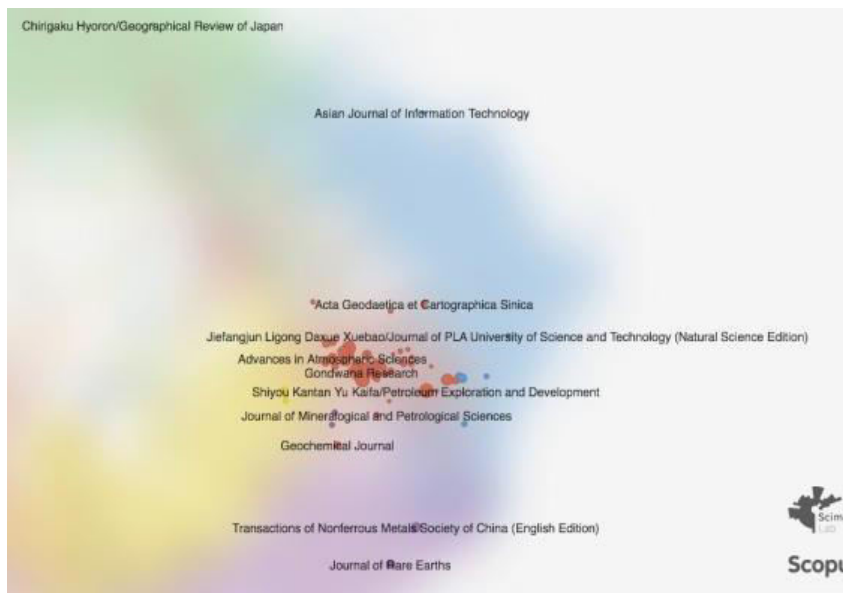 Chirigaku Hyoron/Geographical Review of Japan
Asian Journal of Information Technology
Acta Geodaetica et Cartographica Sinica
Jiefangjun Ligong Daxue Xuebao/Journal of PLA University of Science and Technology (Natural Science Edition)
Advances in Atmospheric Sciences
Gondwana Research
Shiyou Kantan Yu Kaifa/Petroleum Exploration and Development
Journal of Mineralogical and Petrological Sciences
Geochemical Journal
Transactions of Nonferrous Metals Society of China (English Edition)
Journal of Rare Earths
Scim
LAB
Scopu